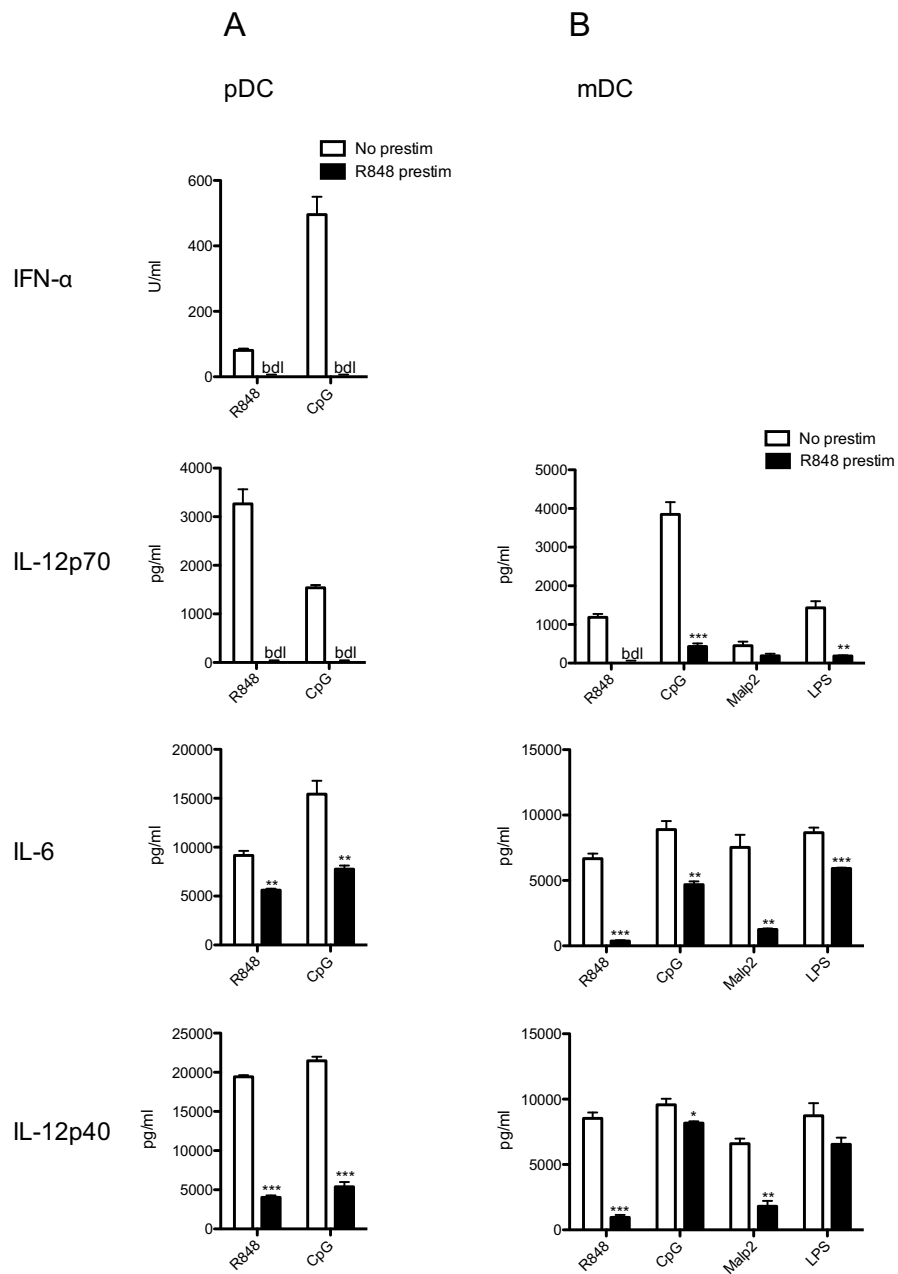 A B
pDC mDC
No prestim
R848 prestim
IFN-α
U/ml
600
400
200
0
bdl bdl
R848 CpG
IL-12p70
pg/ml
4000
3000
2000
1000
0
bdl bdl
R848 CpG
No prestim
R848 prestim
pg/ml
5000
4000
3000
2000
1000
0
bdl *** **
R848 CpG Malp2 LPS
IL-6
pg/ml
20000
15000
10000
5000
0
** **
R848 CpG
pg/ml
15000
10000
5000
0
*** ** ** ***
R848 CpG Malp2 LPS
IL-12p40
pg/ml
25000
20000
15000
10000
5000
0
*** ***
R848 CpG
pg/ml
15000
10000
5000
0
*** * **
R848 CpG Malp2 LPS